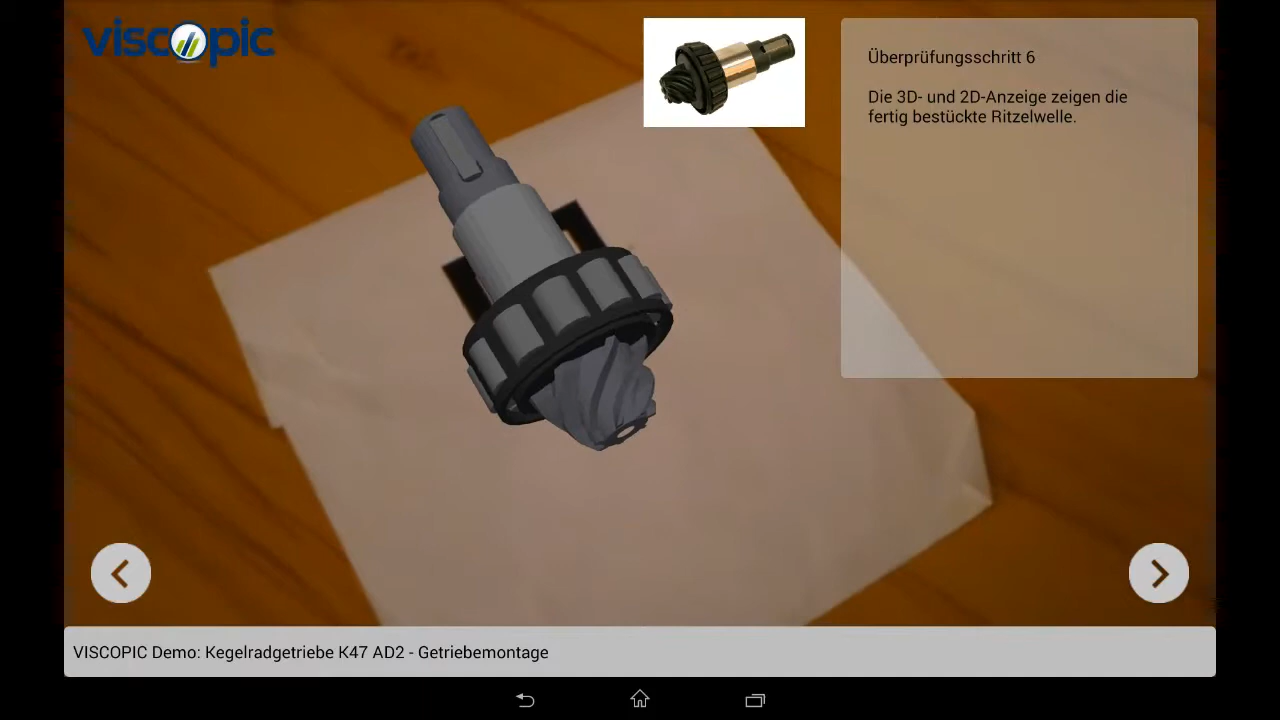 viscopic
Überprüfungsschritt 6
Die 3D- und 2D-Anzeige zeigen die
fertig bestückte Ritzelwelle.
VISCOPIC Demo: Kegelradgetriebe K47 AD2 - Getriebemontage